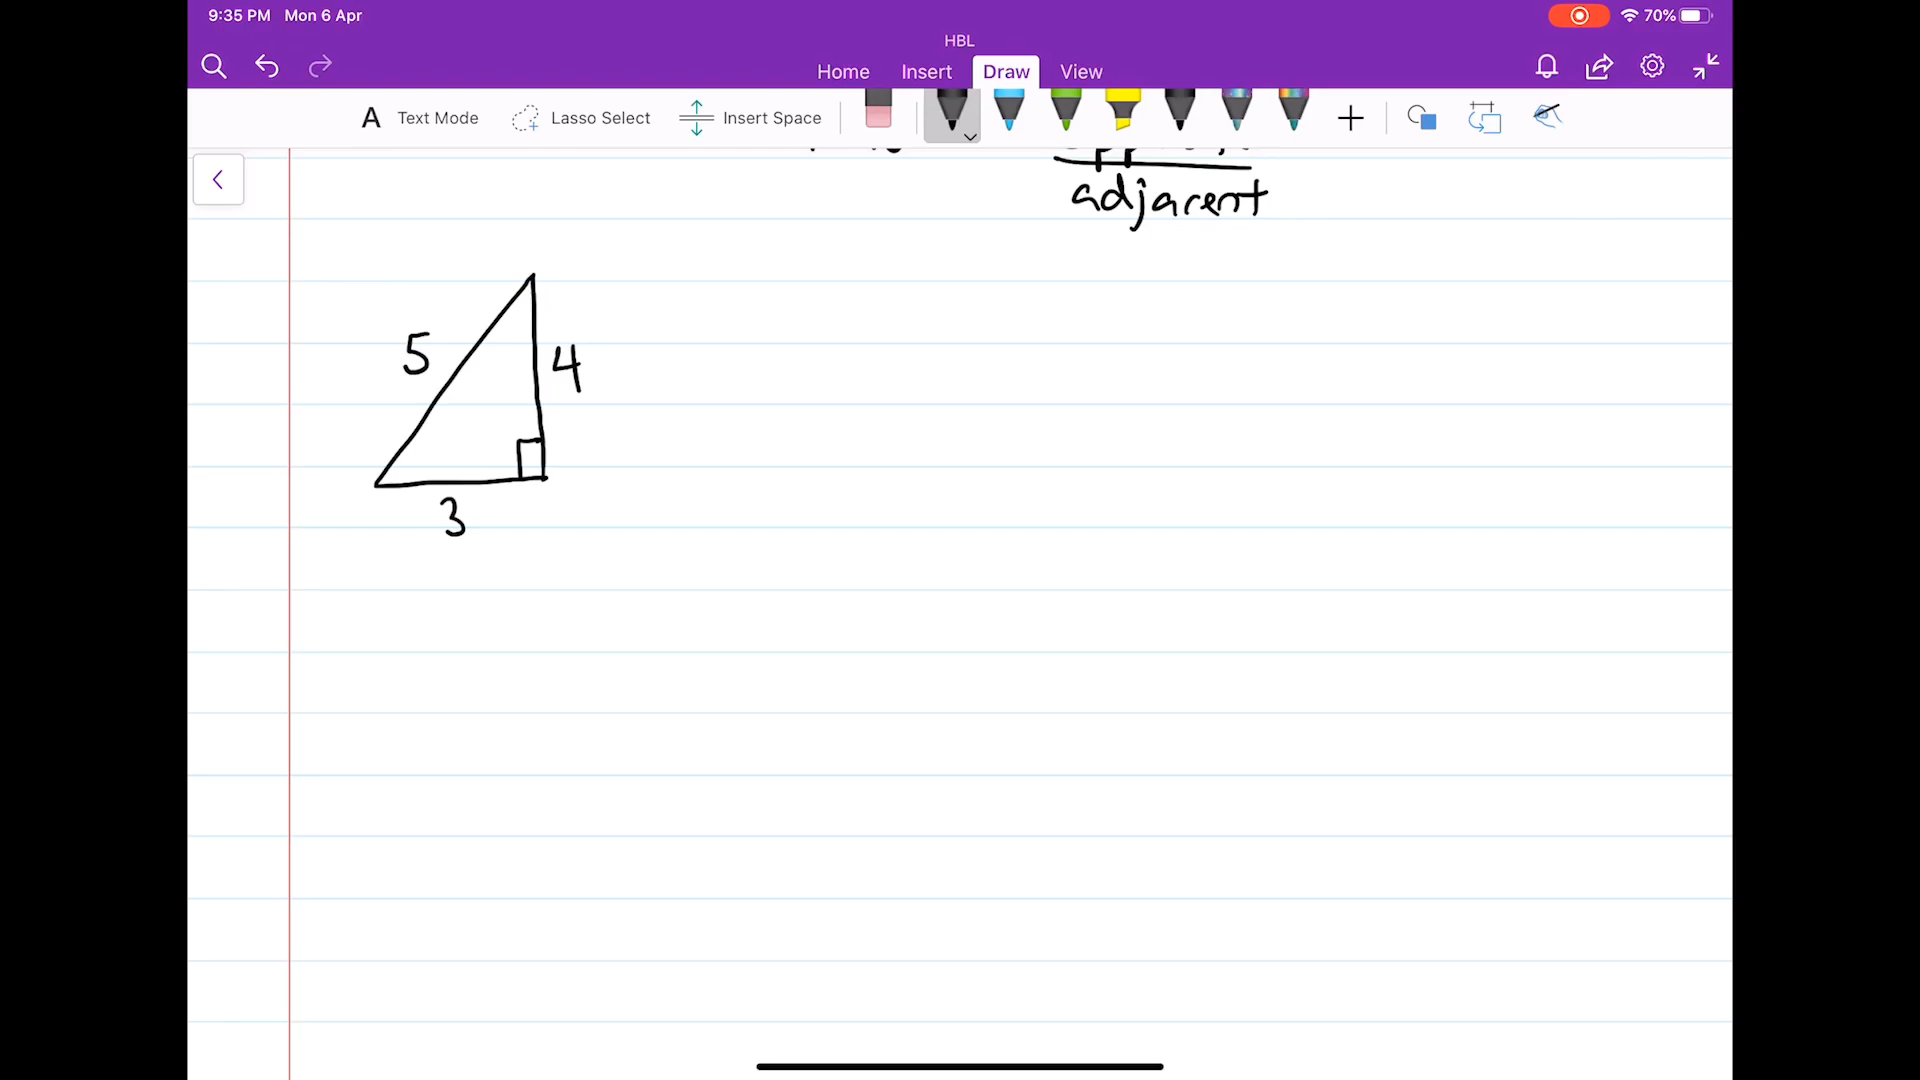 9:35 PM Mon 6 Apr
70%
HBL
Home Insert Draw View
A Text Mode Lasso Select Insert Space
adjacent
5
4
3